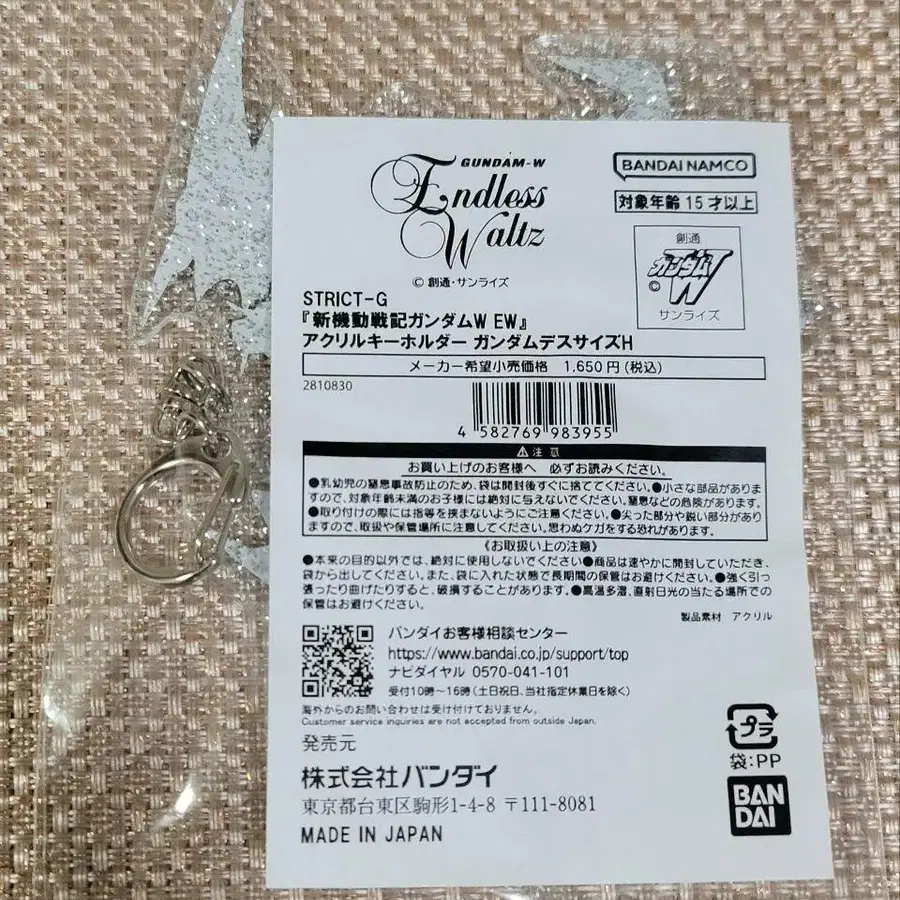 GUNDAM-W
Endless
Waltz
© 創通・サンライズ
BANDAI NAMCO
対象年齢 15才以上
創通
ガンダムW
©
サンライズ
STRICT-G
『新機動戦記ガンダムW EW』
アクリルキーホルダー ガンダムデスサイズH
メーカー希望小売価格 1,650円(税込)
2810830
4 582769 983955
⚠注意
お買い上げのお客様へ 必ずお読みください。
●乳幼児の窒息事故防止のため、袋は開封後すぐに捨ててください。●小さな部品がありま
すので、対象年齢未満のお子様には絶対に与えないでください。窒息などの危険があります。
●取り付けの際には指等を挟まないようにご注意ください。●尖った部分や鋭い部分があり
ますので、取扱や保管場所に注意してください。思わぬケガをする恐れがあります。
《お取扱い上の注意》
●本来の目的以外では、絶対に使用しないでください●商品は速やかに開封していただき、
袋から出してください。また、袋に入れた状態で長期間の保管はお避けください。●強く引っ
張ったり曲げたりすると、破損することがあります。●高温多湿、直射日光の当たる場所での
保管はお避けください。
製品素材 アクリル
バンダイお客様相談センター
https://www.bandai.co.jp/support/top
ナビダイヤル 0570-041-101
受付10時～16時(土日祝日、当社指定休業日を除く)
海外からのお問い合わせは受け付けておりません。
Customer service inquiries are not accepted from outside Japan.
発売元
株式会社バンダイ
東京都台東区駒形1-4-8 〒111-8081
MADE IN JAPAN
プラ
袋:PP
BAN
DAI